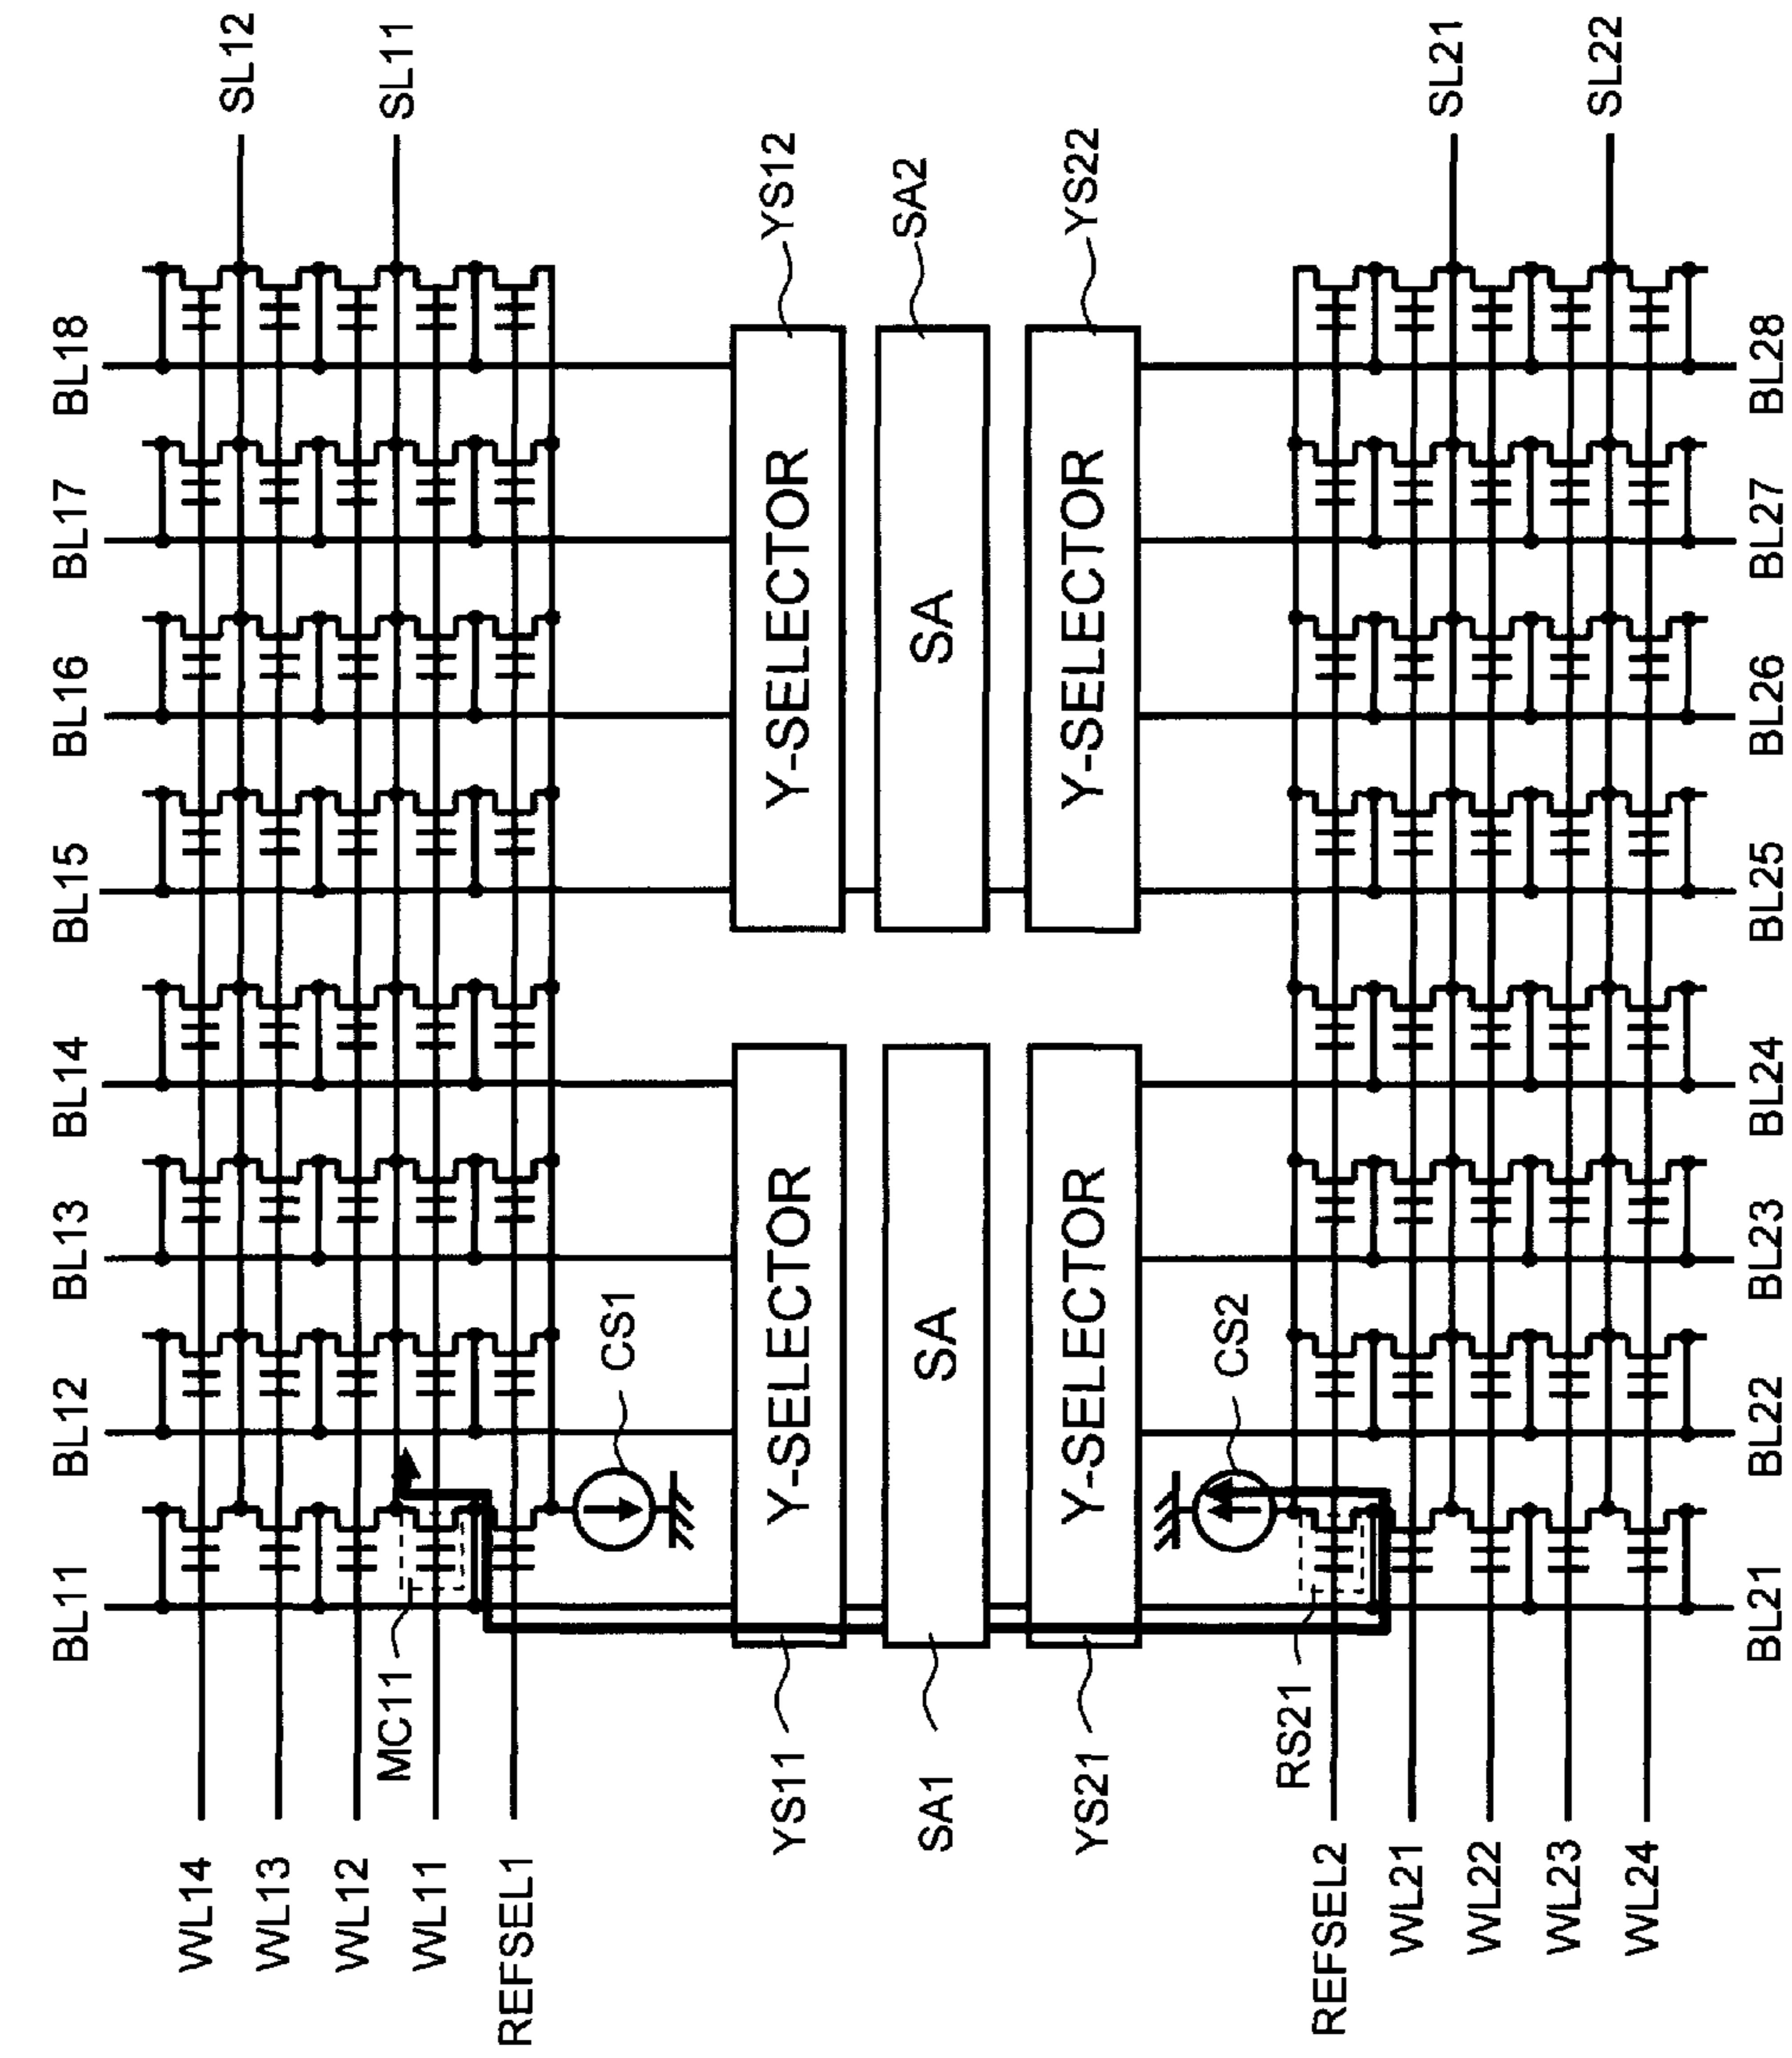 BL11
BL12
BL13
BL14
BL15
BL16
BL17
BL18
SL12
SL11
WL14
WL13
WL12
WL11
REFSEL1
MC11
CS1
YS11
Y-SELECTOR
Y-SELECTOR
YS12
SA1
SA
SA
SA2
YS21
Y-SELECTOR
Y-SELECTOR
YS22
CS2
RS21
REFSEL2
WL21
WL22
WL23
WL24
SL21
SL22
BL21
BL22
BL23
BL24
BL25
BL26
BL27
BL28